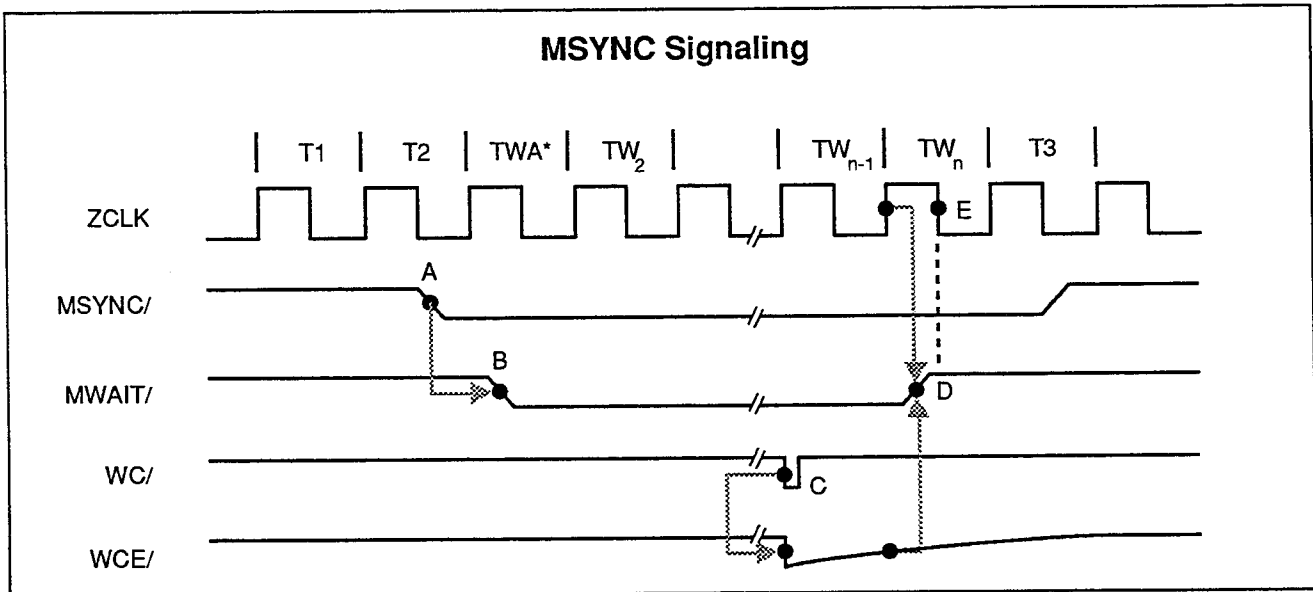 MSYNC Signaling
T1 T2 TWA* TW2 TWn-1 TWn T3
ZCLK
E
A
MSYNC/
B
MWAIT/
D
WC/
C
WCE/